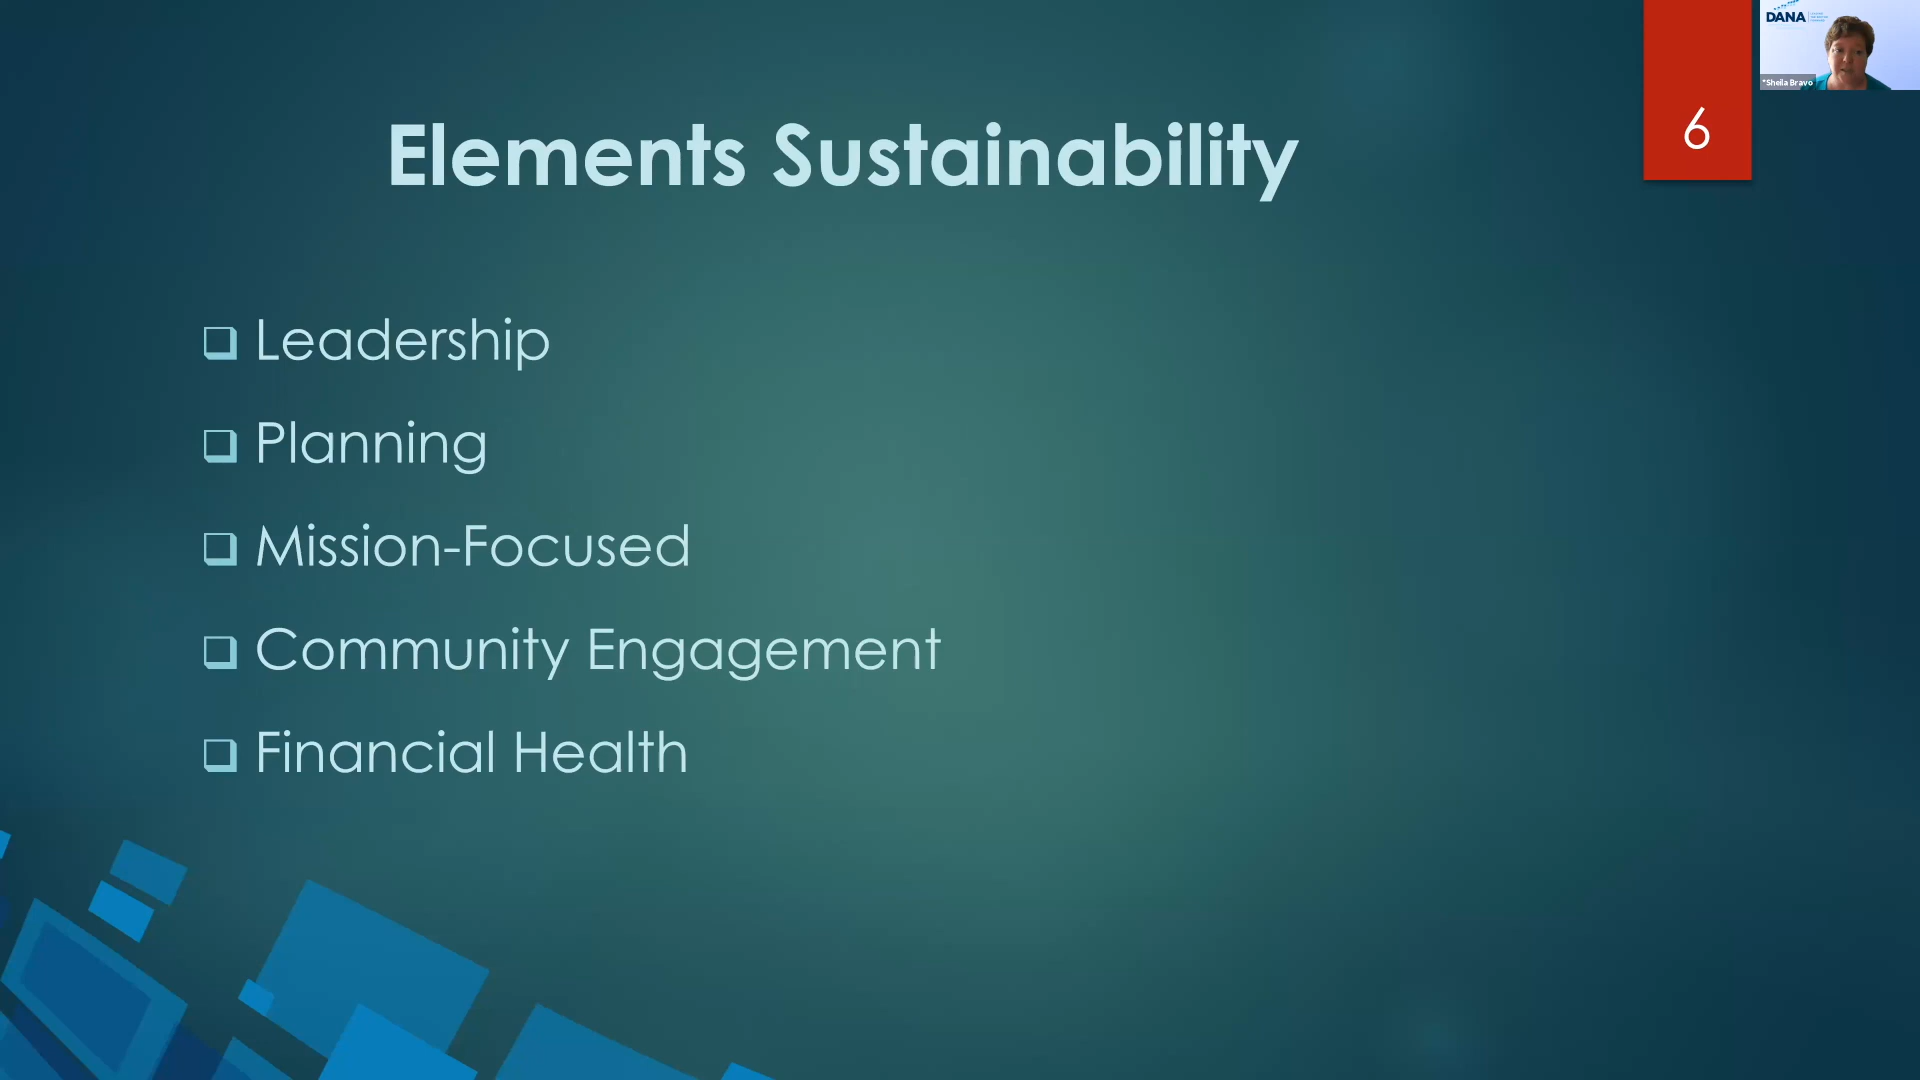 DANA
*Sheila Bravo
6
Elements Sustainability
❑ Leadership
❑ Planning
❑ Mission-Focused
❑ Community Engagement
❑ Financial Health